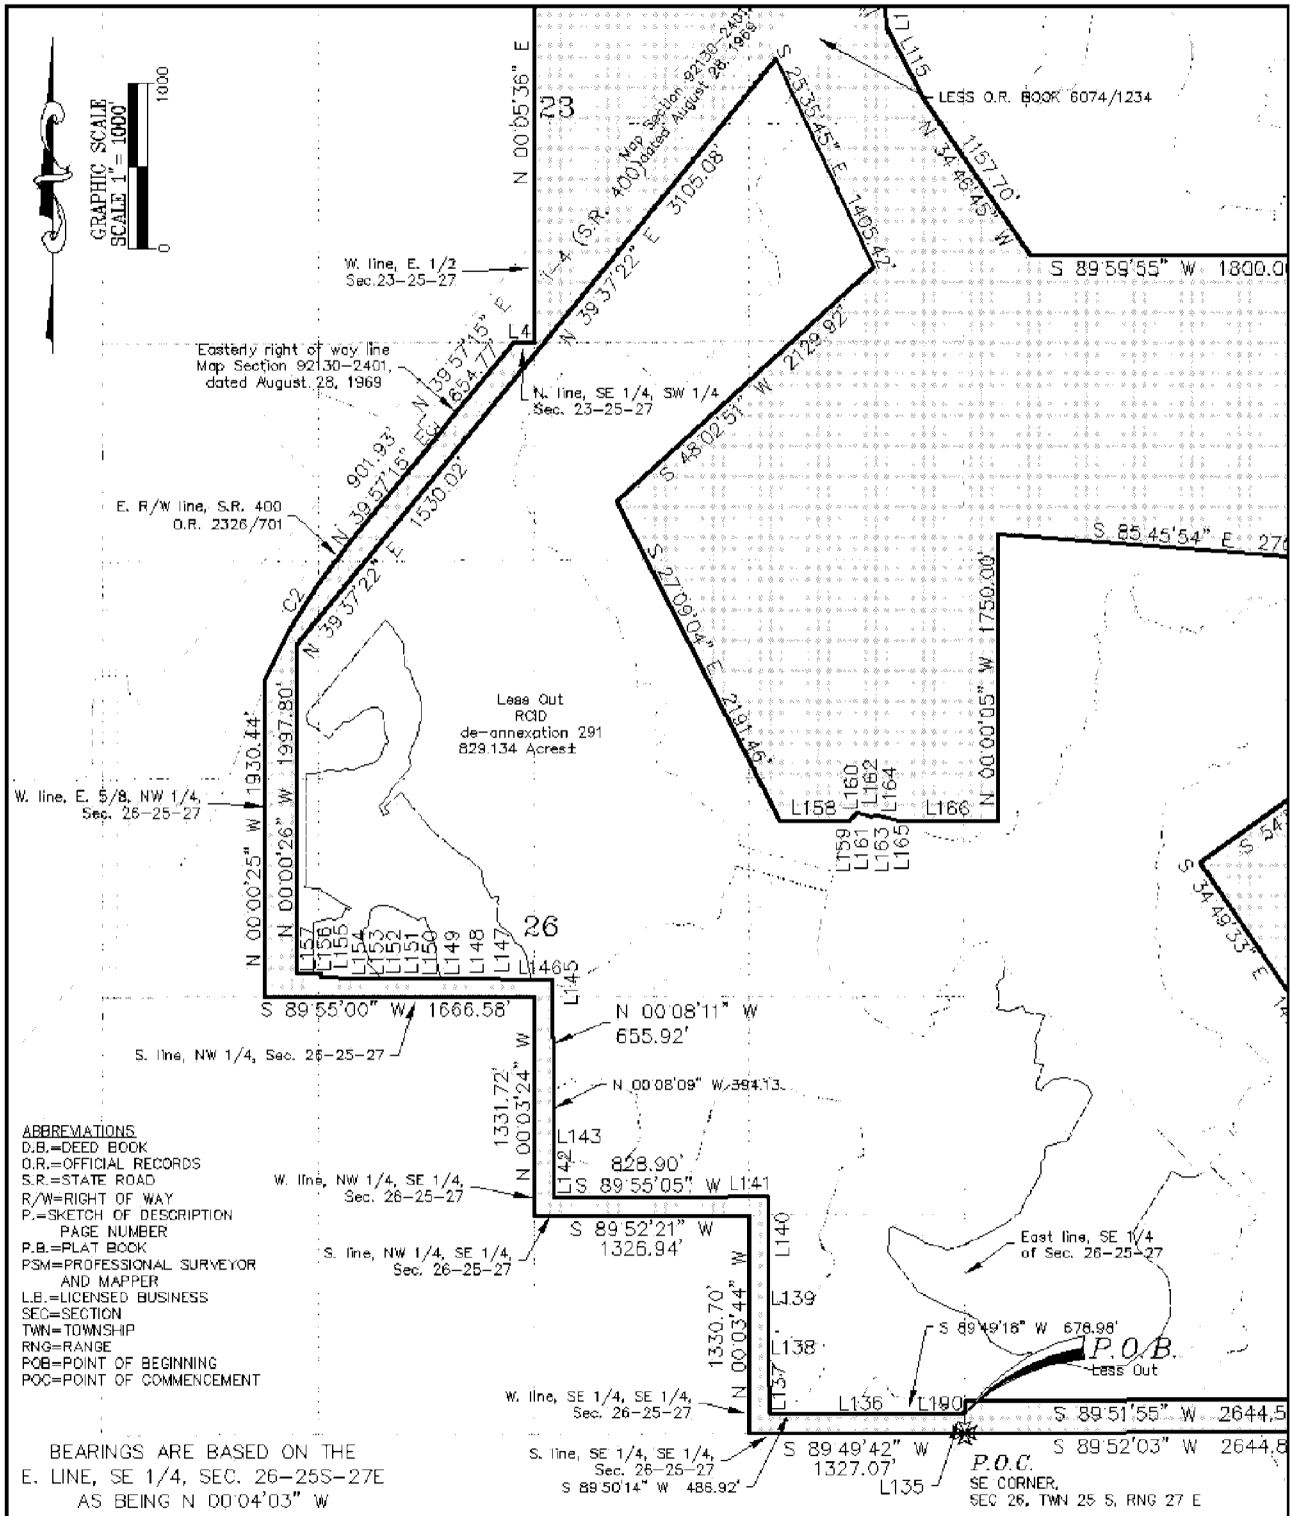 GRAPHIC SCALE
SCALE 1" = 1000'
0
1000
N 00°05'36" E
23
Map Section 92130-2401,
dated August 28, 1969
I-4 (S.R. 400)
N 39°37'22" E 3105.08'
S 25°35'45" E 1405.42'
L115
N 34°46'45" W
1157.70'
LESS O.R. BOOK 6074/1234
S 89°59'55" W 1800.0
W. line, E. 1/2
Sec.23-25-27
L4
N 39°57'15" E
1654.77'
Easterly right of way line
Map Section 92130-2401,
dated August 28, 1969
N. line, SE 1/4, SW 1/4
Sec. 23-25-27
S 48°02'51" W 2129.92'
901.93'
N 39°57'15" E
E. R/W line, S.R. 400
O.R. 2326/701
1530.02'
N 39°37'22" E
C2
S 27°09'04" E 2191.46'
S 85°45'54" E 276
N 00°00'05" W 1750.00'
Less Out
RCID
de-annexation 291
829.134 Acres±
N 00°00'25" W 1930.44'
N 00°00'26" W 1997.80'
W. line, E. 5/8, NW 1/4,
Sec. 26-25-27
L158
L160
L162
L164
L166
L159
L161
L163
L165
S 54°
S 34°49'33" E
26
L157
L156
L155
L154
L153
L152
L151
L150
L149
L148
L147
L146
L145
S 89°55'00" W 1666.58'
N 00°08'11" W
655.92'
S. line, NW 1/4, Sec. 26-25-27
1331.72'
N 00°03'24" W
N 00°08'09" W 394.13
L143
L142
828.90'
S 89°55'05" W L141
W. line, NW 1/4, SE 1/4,
Sec. 26-25-27
S 89°52'21" W
1326.94'
S. line, NW 1/4, SE 1/4,
Sec. 26-25-27
L140
L139
L138
L137
East line, SE 1/4
of Sec. 26-25-27
1330.70'
N 00°03'44" W
S 89°49'16" W 678.98'
P.O.B.
Less Out
W. line, SE 1/4, SE 1/4,
Sec. 26-25-27
L136
L190
S 89°51'55" W 2644.5
S 89°52'03" W 2644.8
S. line, SE 1/4, SE 1/4,
Sec. 26-25-27
S 89°50'14" W 486.92'
S 89°49'42" W
1327.07'
L135
P.O.C.
SE CORNER,
SEC 26, TWN 25 S, RNG 27 E
ABBREVIATIONS
D.B.=DEED BOOK
O.R.=OFFICIAL RECORDS
S.R.=STATE ROAD
R/W=RIGHT OF WAY
P.=SKETCH OF DESCRIPTION
PAGE NUMBER
P.B.=PLAT BOOK
PSM=PROFESSIONAL SURVEYOR
AND MAPPER
L.B.=LICENSED BUSINESS
SEC=SECTION
TWN=TOWNSHIP
RNG=RANGE
POB=POINT OF BEGINNING
POC=POINT OF COMMENCEMENT
BEARINGS ARE BASED ON THE
E. LINE, SE 1/4, SEC. 26-25S-27E
AS BEING N 00°04'03" W